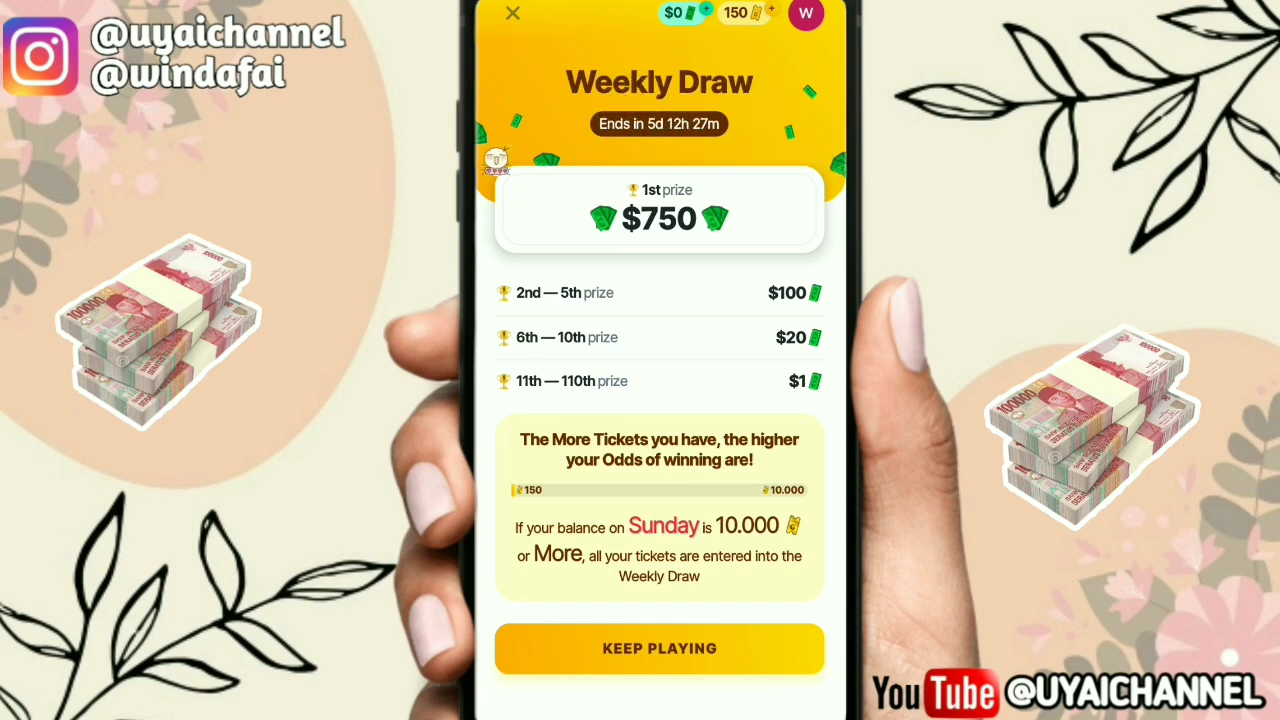 @uyaichannel
@windafai
$0
150
W
Weekly Draw
Ends in 5d 12h 27m
1st prize
$750
2nd — 5th prize $100
6th — 10th prize $20
11th — 110th prize $1
The More Tickets you have, the higher
your Odds of winning are!
150 10.000
If your balance on Sunday is 10.000
or More, all your tickets are entered into the
Weekly Draw
KEEP PLAYING
100000
100000
YouTube @UYAICHANNEL